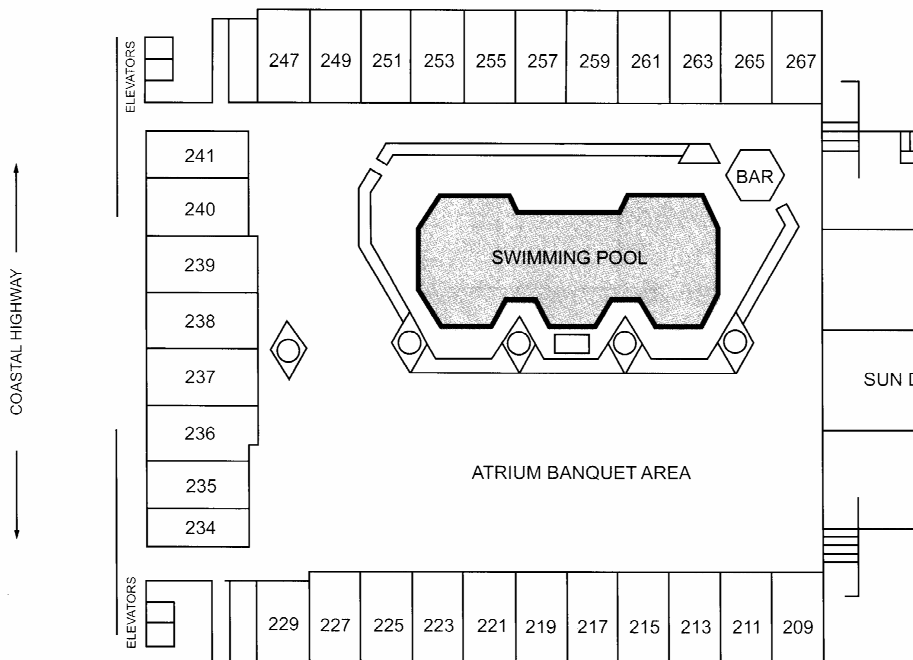 ELEVATORS
247 249 251 253 255 257 259 261 263 265 267
241
BAR
240
SWIMMING POOL
239
COASTAL HIGHWAY
238
237
SUN D
236
ATRIUM BANQUET AREA
235
234
ELEVATORS
229 227 225 223 221 219 217 215 213 211 209